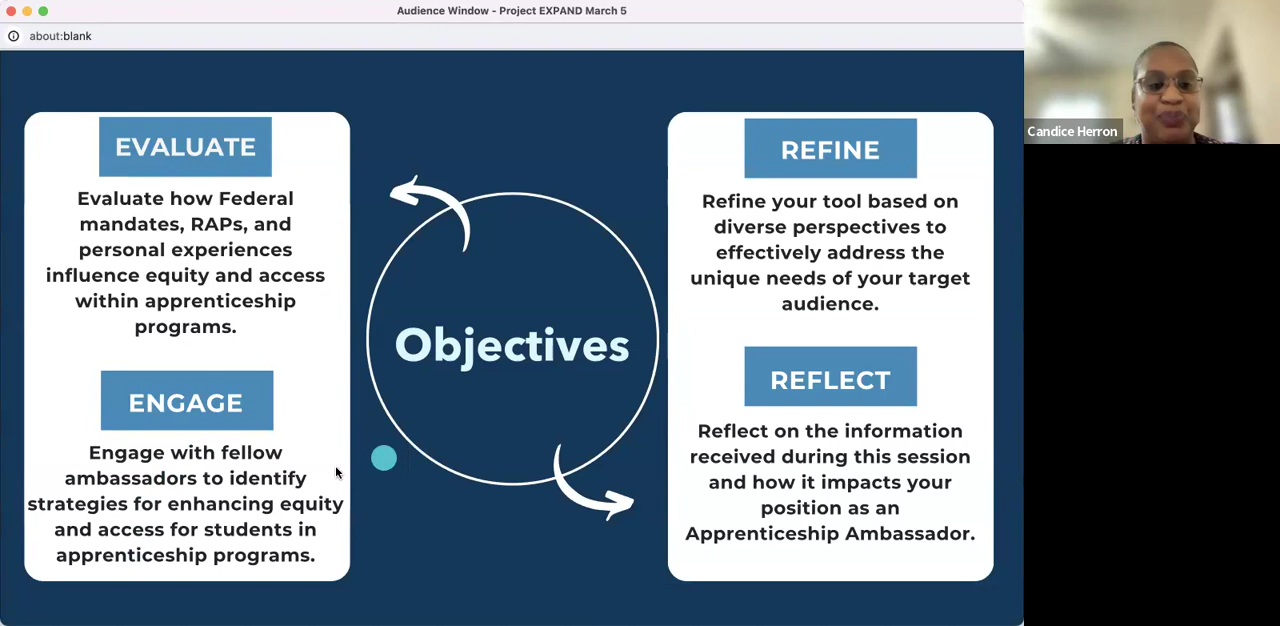 Audience Window - Project EXPAND March 5
about:blank
EVALUATE
Evaluate how Federal
mandates, RAPs, and
personal experiences
influence equity and access
within apprenticeship
programs.
ENGAGE
Engage with fellow
ambassadors to identify
strategies for enhancing equity
and access for students in
apprenticeship programs.
Objectives
REFINE
Refine your tool based on
diverse perspectives to
effectively address the
unique needs of your target
audience.
REFLECT
Reflect on the information
received during this session
and how it impacts your
position as an
Apprenticeship Ambassador.
Candice Herron